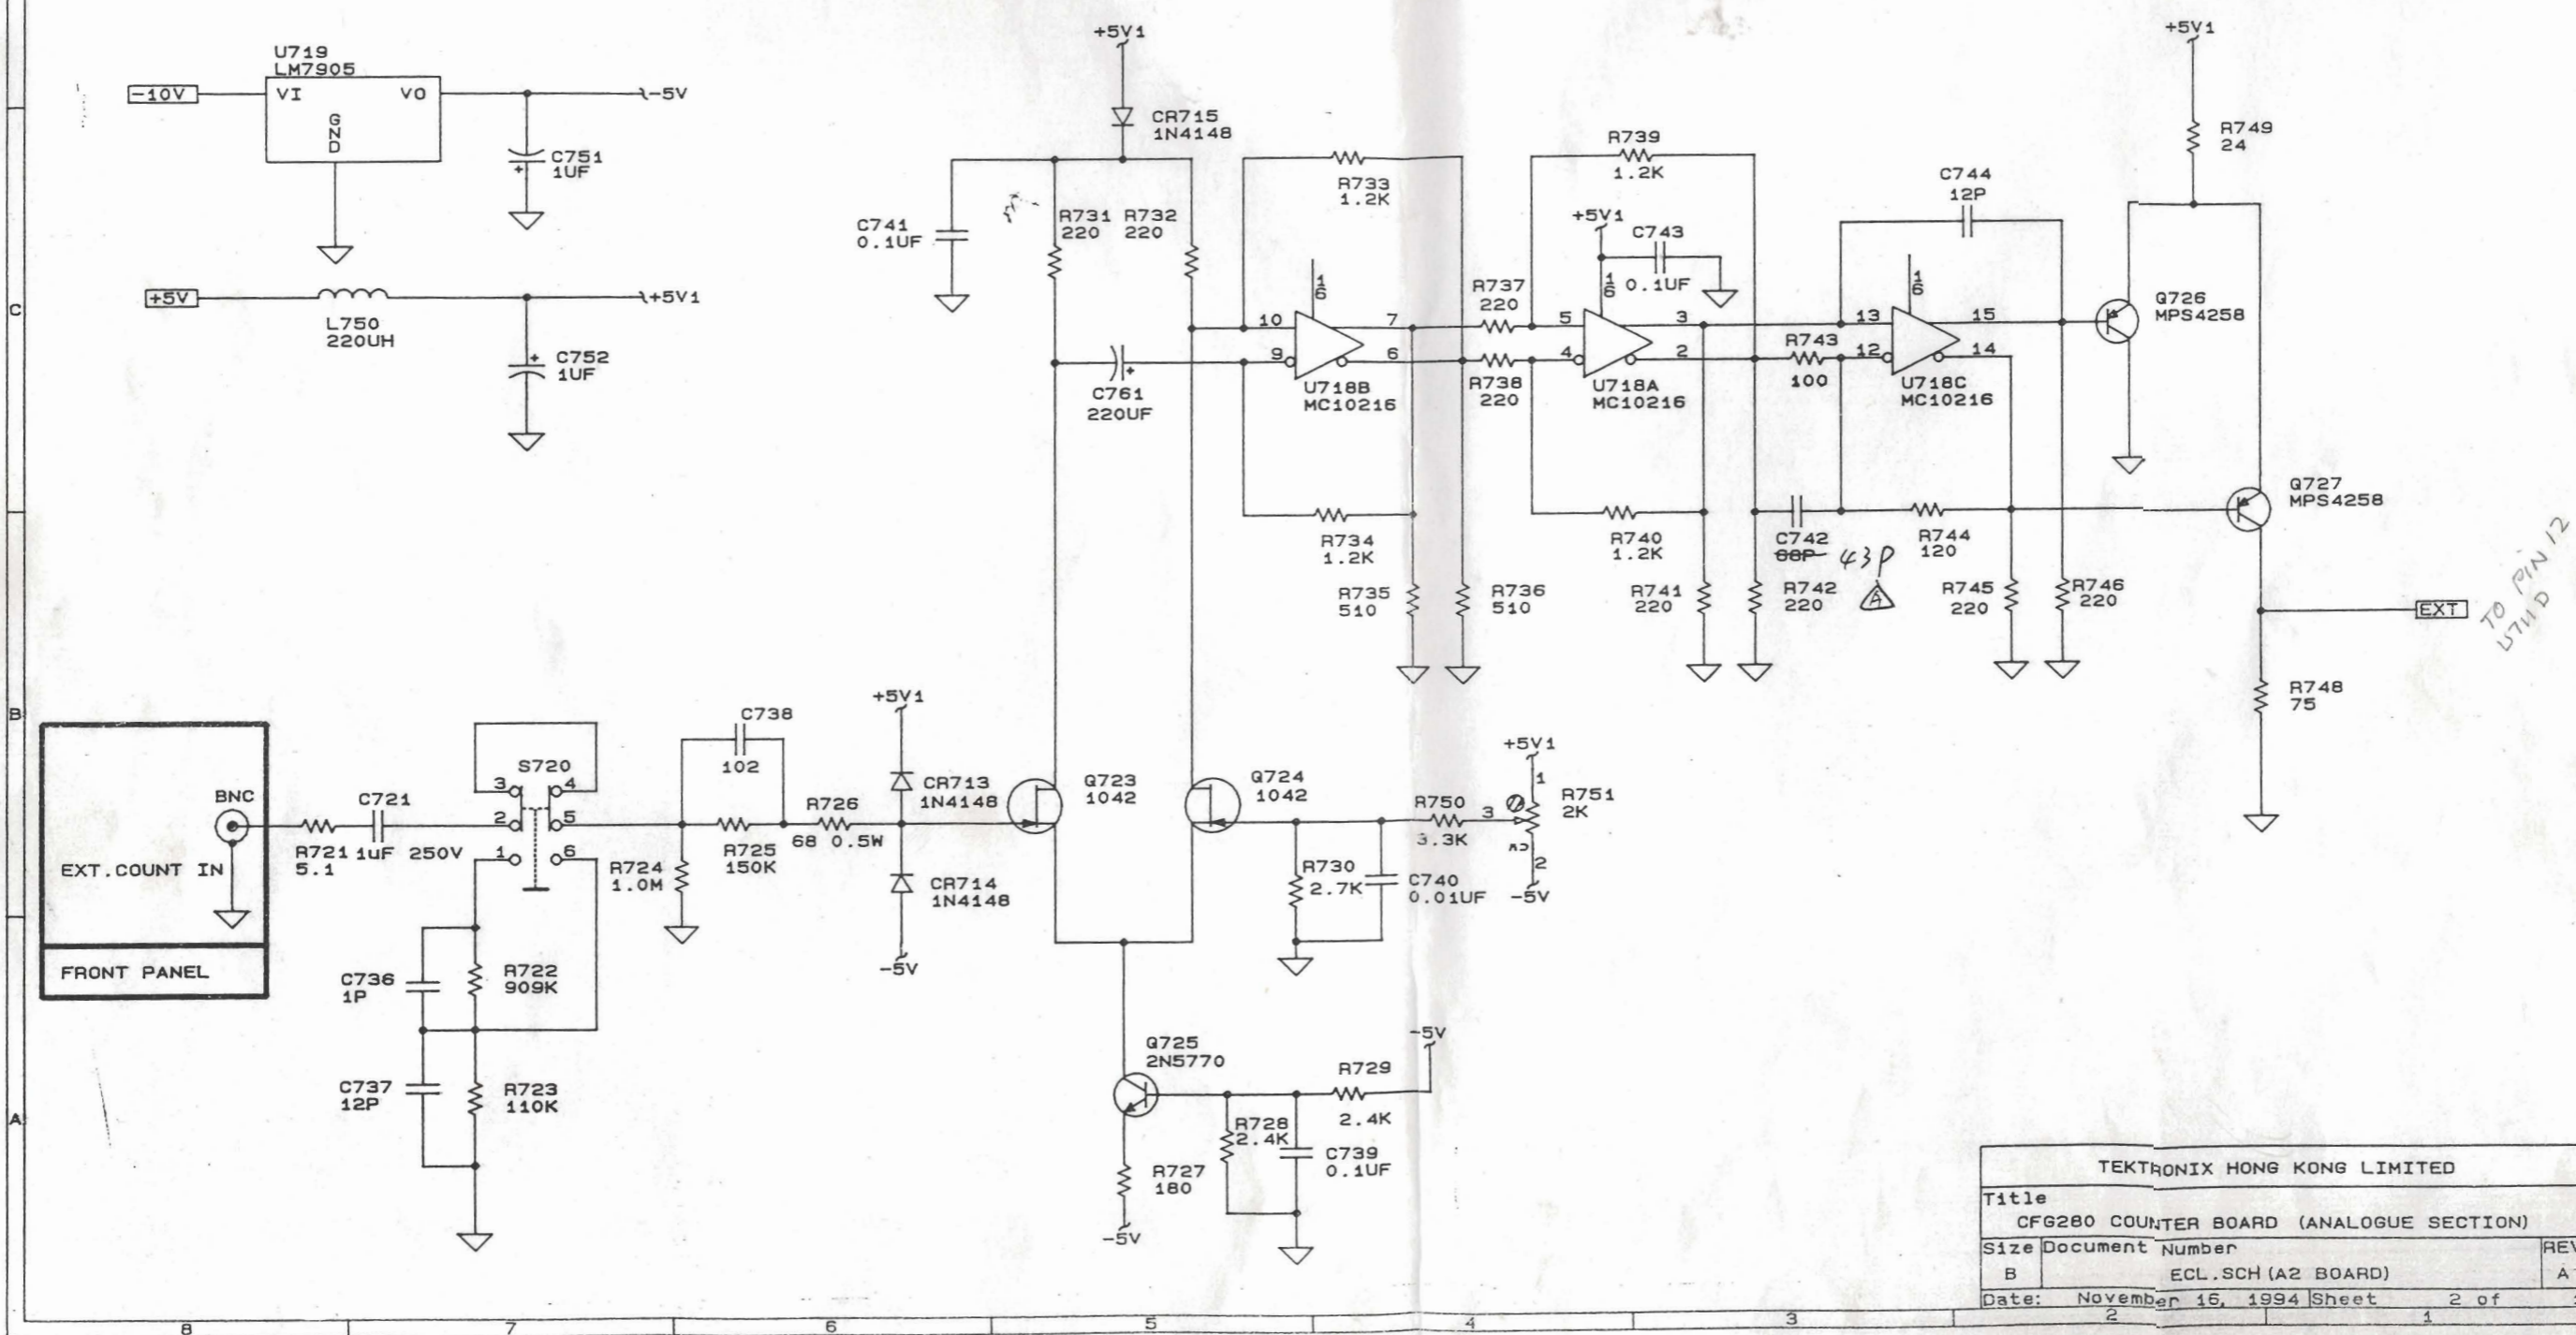 U719
LM7905
-10V
VI
VO
GND
-5V
C751
1UF
+5V
L750
220UH
+5V1
C752
1UF
+5V1
CR715
1N4148
C741
0.1UF
R731
220
R732
220
R733
1.2K
10
9
7
6
1
6
U718B
MC10216
C761
220UF
R734
1.2K
R735
510
R736
510
R737
220
R738
220
R739
1.2K
+5V1
C743
0.1UF
1
6
5
4
3
2
U718A
MC10216
R740
1.2K
R741
220
R742
220
R743
100
C742
68P 43P
A
C744
12P
1
6
13
12
15
14
U718C
MC10216
R744
120
R745
220
R746
220
+5V1
R749
24
Q726
MPS4258
Q727
MPS4258
EXT
TO PIN 12
R748
75
BNC
EXT.COUNT IN
FRONT PANEL
R721
5.1
C721
1uF 250V
S720
3
4
2
5
1
6
C736
1P
R722
909K
C737
12P
R723
110K
R724
1.0M
C738
102
R725
150K
R726
68 0.5W
+5V1
CR713
1N4148
CR714
1N4148
-5V
Q723
1042
Q724
1042
R750
3.3K
3
+5V1
1
R751
2K
2
-5V
R730
2.7K
C740
0.01UF
Q725
2N5770
-5V
R729
2.4K
R728
2.4K
C739
0.1UF
R727
180
-5V
TEKTRONIX HONG KONG LIMITED
Title
CFG280 COUNTER BOARD (ANALOGUE SECTION)
Size
Document Number
REV
B
ECL.SCH (A2 BOARD)
A
Date: November 16, 1994
Sheet 2 of
C
B
A
8
7
6
5
4
3
2
1